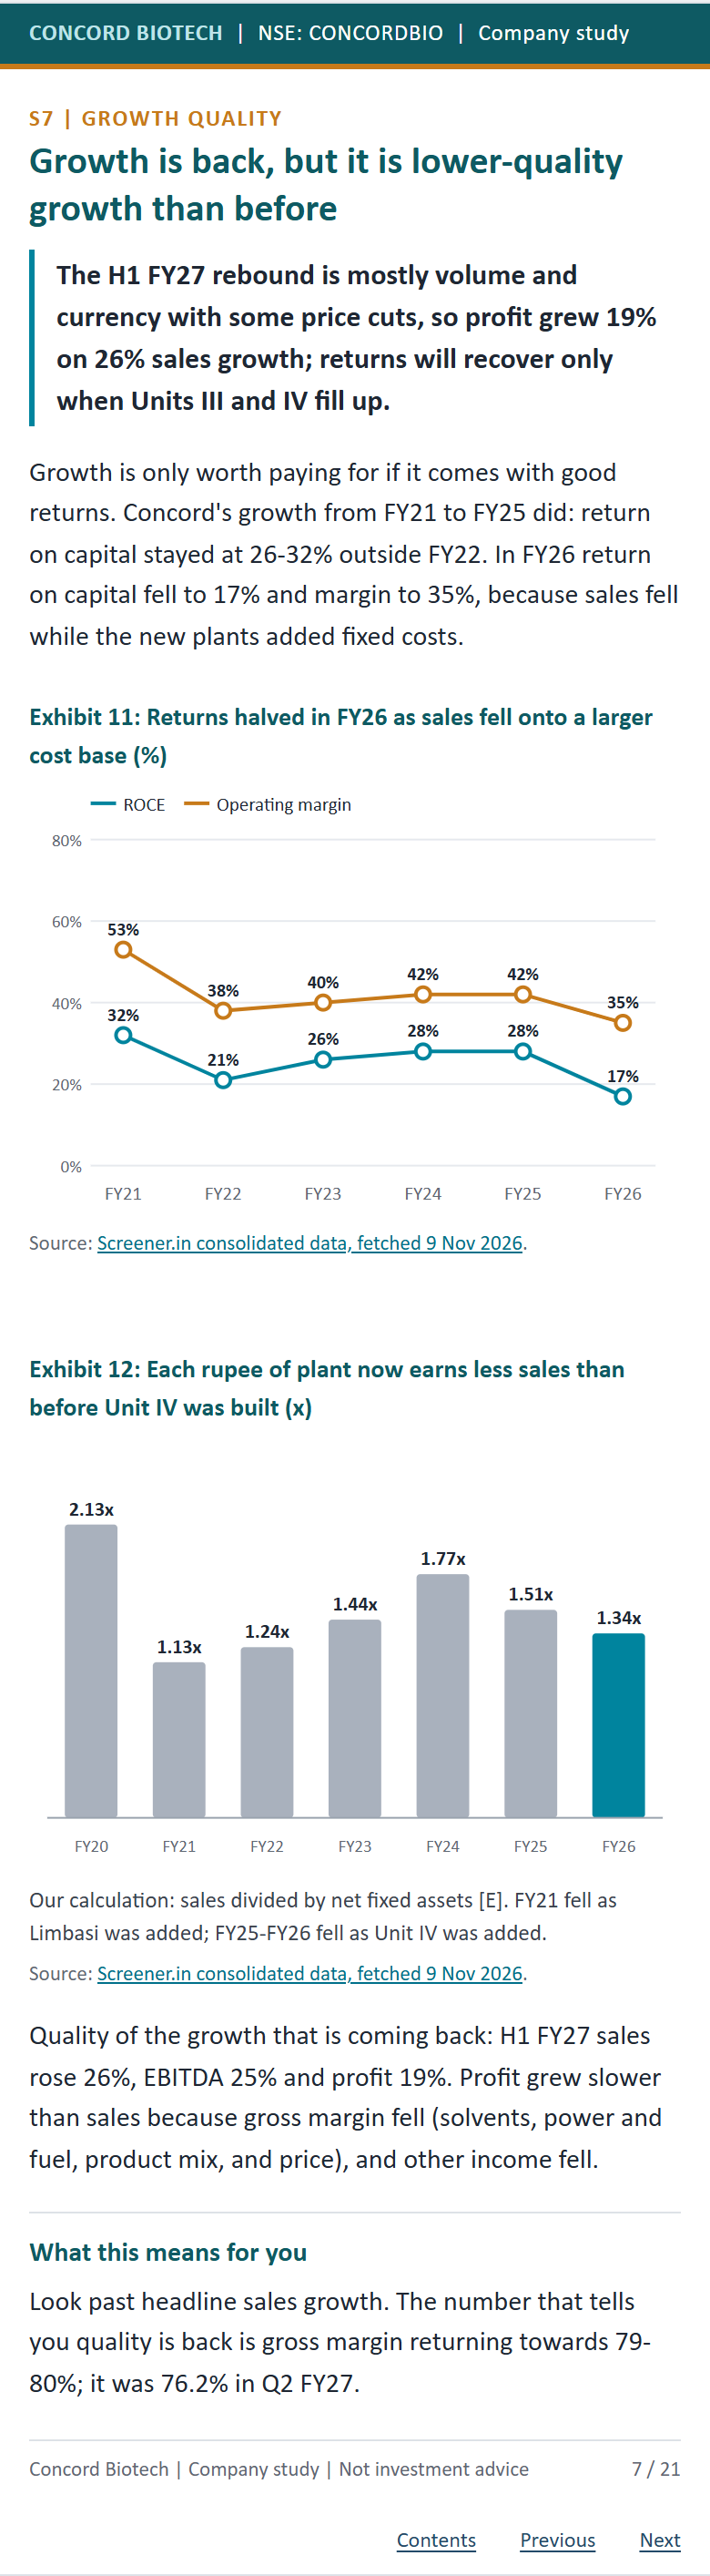 CONCORD BIOTECH | NSE: CONCORDBIO | Company study
S7 | GROWTH QUALITY
Growth is back, but it is lower-quality
growth than before
The H1 FY27 rebound is mostly volume and
currency with some price cuts, so profit grew 19%
on 26% sales growth; returns will recover only
when Units III and IV fill up.
Growth is only worth paying for if it comes with good
returns. Concord's growth from FY21 to FY25 did: return
on capital stayed at 26-32% outside FY22. In FY26 return
on capital fell to 17% and margin to 35%, because sales fell
while the new plants added fixed costs.
Exhibit 11: Returns halved in FY26 as sales fell onto a larger
cost base (%)
ROCE Operating margin
80%
60%
53%
38% 40% 42% 42% 35%
40%
32%
21% 26% 28% 28% 17%
20%
0%
FY21 FY22 FY23 FY24 FY25 FY26
Source: Screener.in consolidated data, fetched 9 Nov 2026.
Exhibit 12: Each rupee of plant now earns less sales than
before Unit IV was built (x)
2.13x 1.13x 1.24x 1.44x 1.77x 1.51x 1.34x
FY20 FY21 FY22 FY23 FY24 FY25 FY26
Our calculation: sales divided by net fixed assets [E]. FY21 fell as
Limbasi was added; FY25-FY26 fell as Unit IV was added.
Source: Screener.in consolidated data, fetched 9 Nov 2026.
Quality of the growth that is coming back: H1 FY27 sales
rose 26%, EBITDA 25% and profit 19%. Profit grew slower
than sales because gross margin fell (solvents, power and
fuel, product mix, and price), and other income fell.
What this means for you
Look past headline sales growth. The number that tells
you quality is back is gross margin returning towards 79-
80%; it was 76.2% in Q2 FY27.
Concord Biotech | Company study | Not investment advice 7 / 21
Contents Previous Next